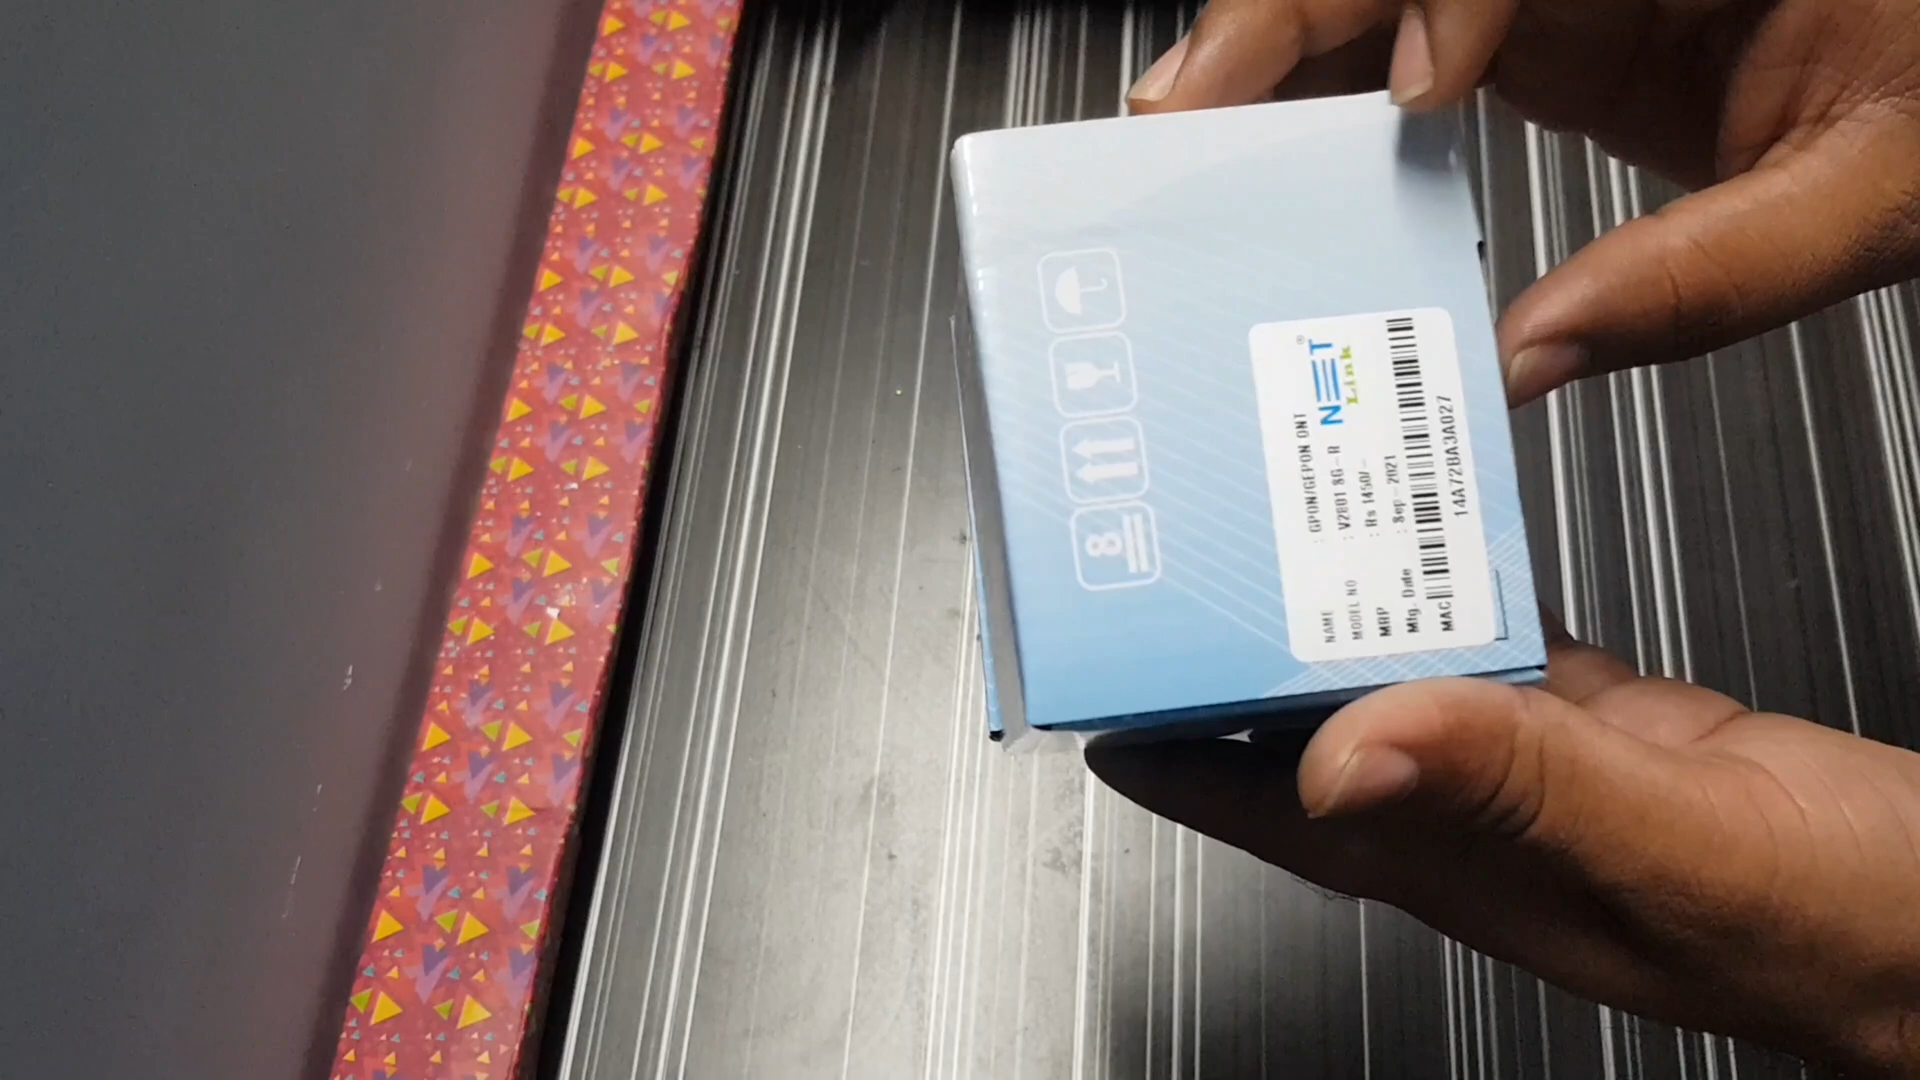 NET
Link
®
NAME : GPON/GEPON ONT
MODEL NO : V2801 8G-R
MRP : Rs 1450/-
Mfg. Date : Sep-2021
MAC
14A72BA3A027
8